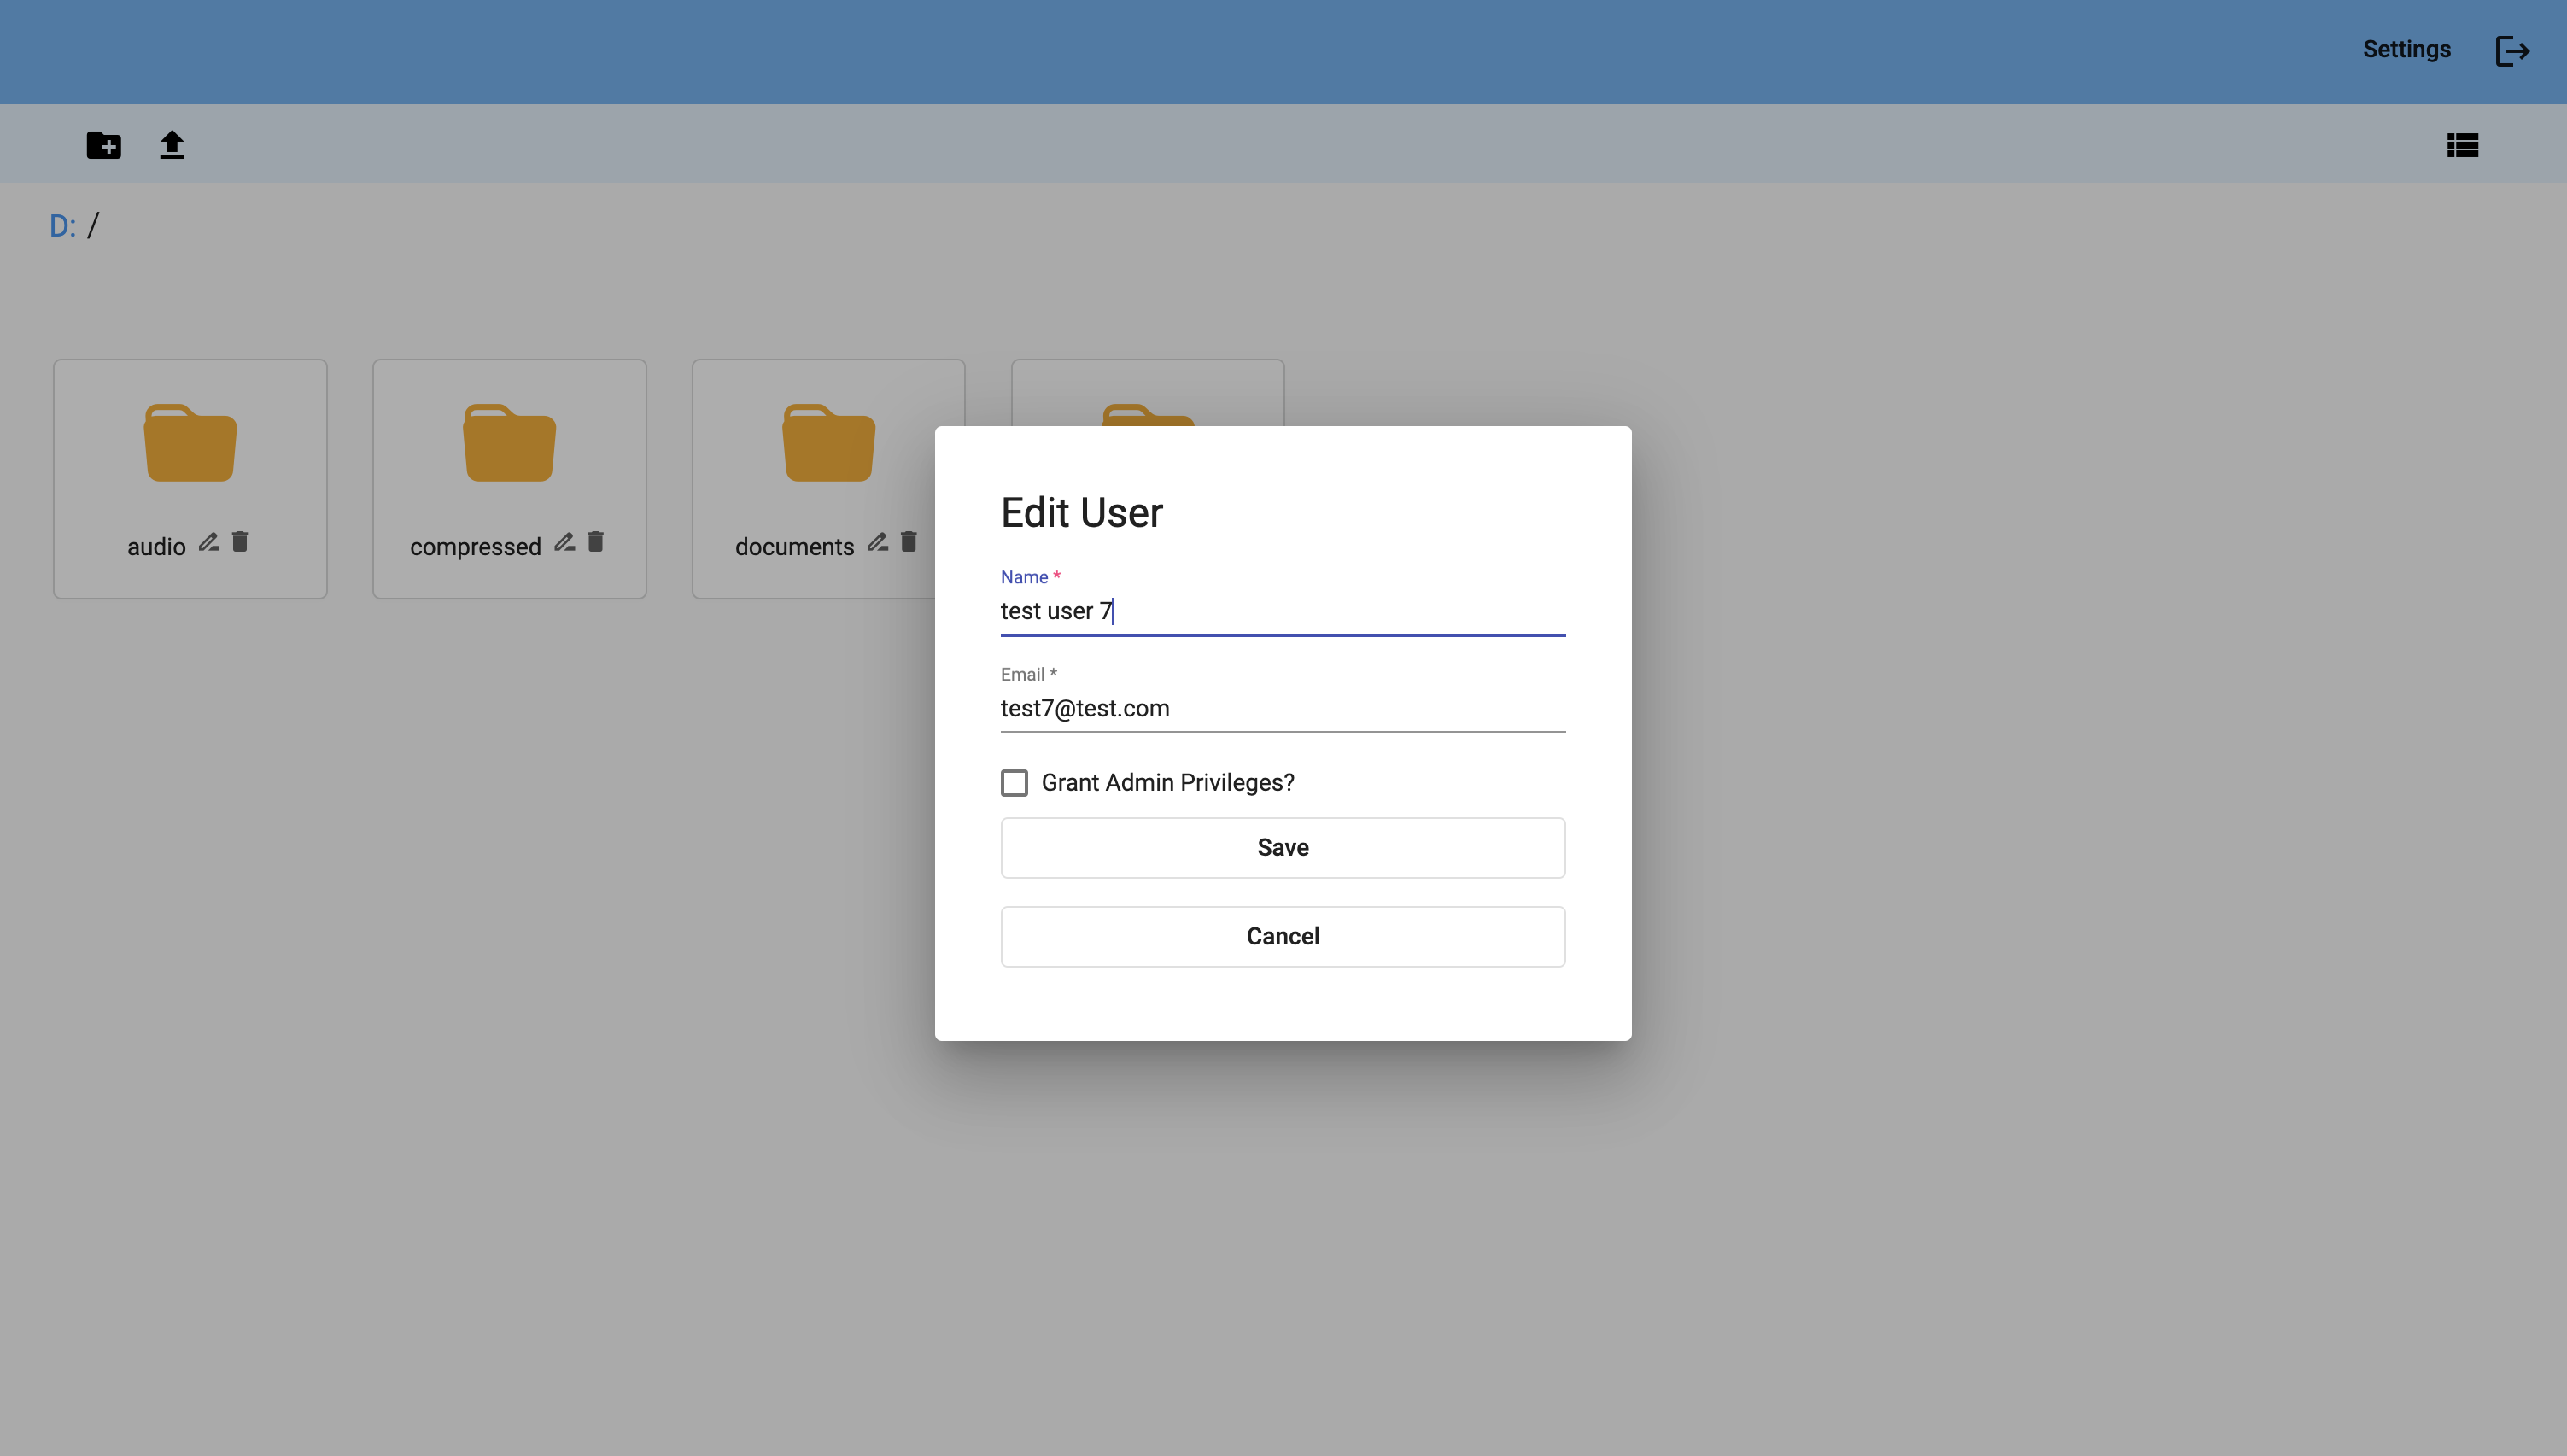 Settings
D: /
audio
compressed
documents
Edit User
Name *
test user 7
Email *
test7@test.com
Grant Admin Privileges?
Save
Cancel